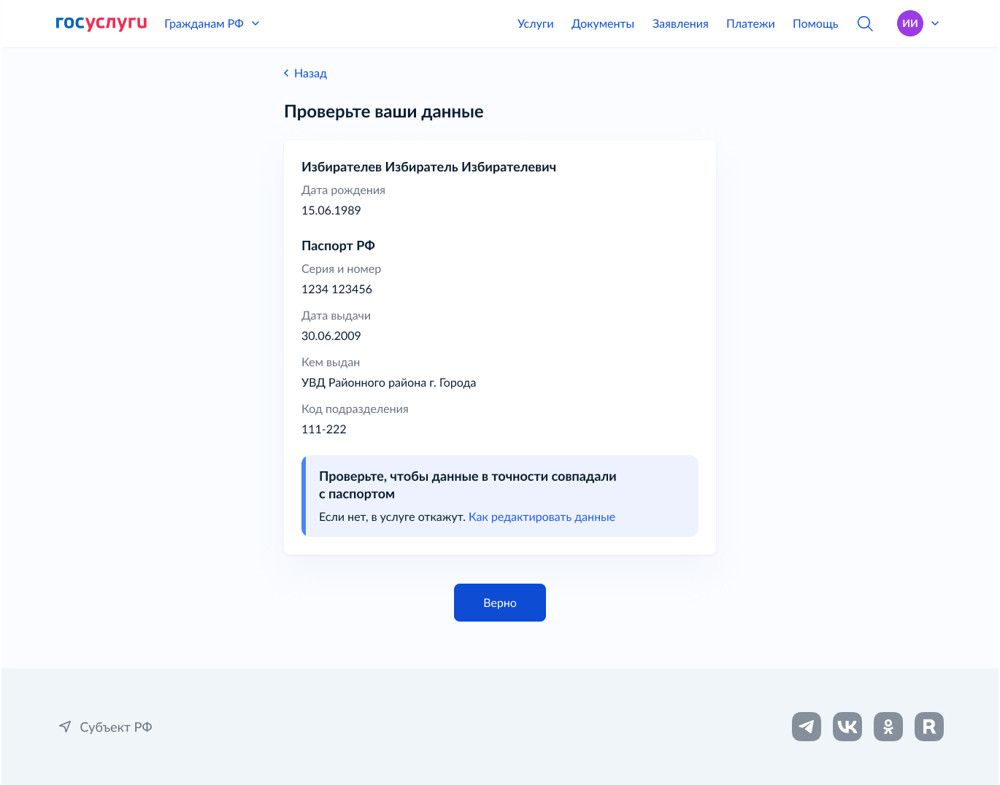 госуслуги Гражданам РФ Услуги Документы Заявления Платежи Помощь ИИ
Назад
Проверьте ваши данные
Избирателев Избиратель Избирателевич
Дата рождения
15.06.1989
Паспорт РФ
Серия и номер
1234 123456
Дата выдачи
30.06.2009
Кем выдан
УВД Районного района г. Города
Код подразделения
111-222
Проверьте, чтобы данные в точности совпадали
с паспортом
Если нет, в услуге откажут. Как редактировать данные
Верно
Субъект РФ